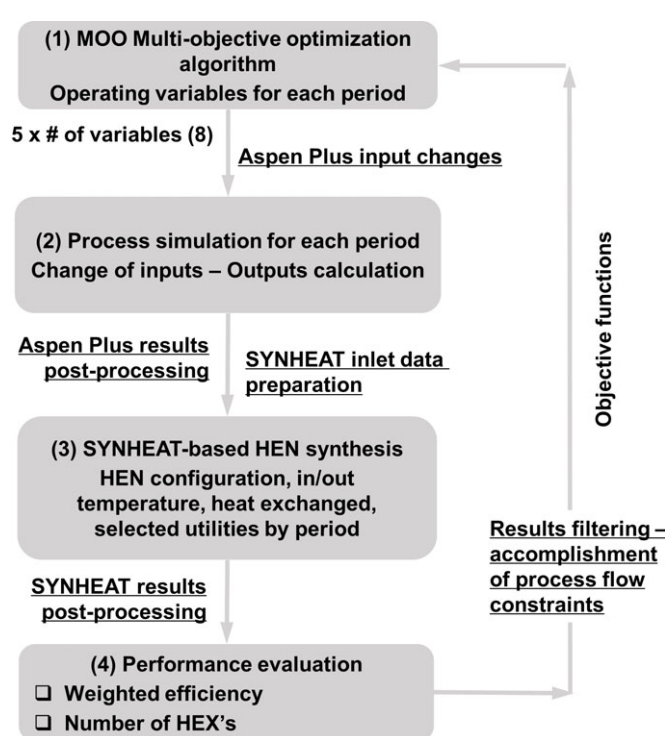 (1) MOO Multi-objective optimization
algorithm
Operating variables for each period
5 x # of variables (8)
Aspen Plus input changes
(2) Process simulation for each period
Change of inputs – Outputs calculation
Aspen Plus results
post-processing
SYNHEAT inlet data
preparation
(3) SYNHEAT-based HEN synthesis
HEN configuration, in/out
temperature, heat exchanged,
selected utilities by period
SYNHEAT results
post-processing
(4) Performance evaluation
❑ Weighted efficiency
❑ Number of HEX's
Results filtering –
accomplishment
of process flow
constraints
Objective functions